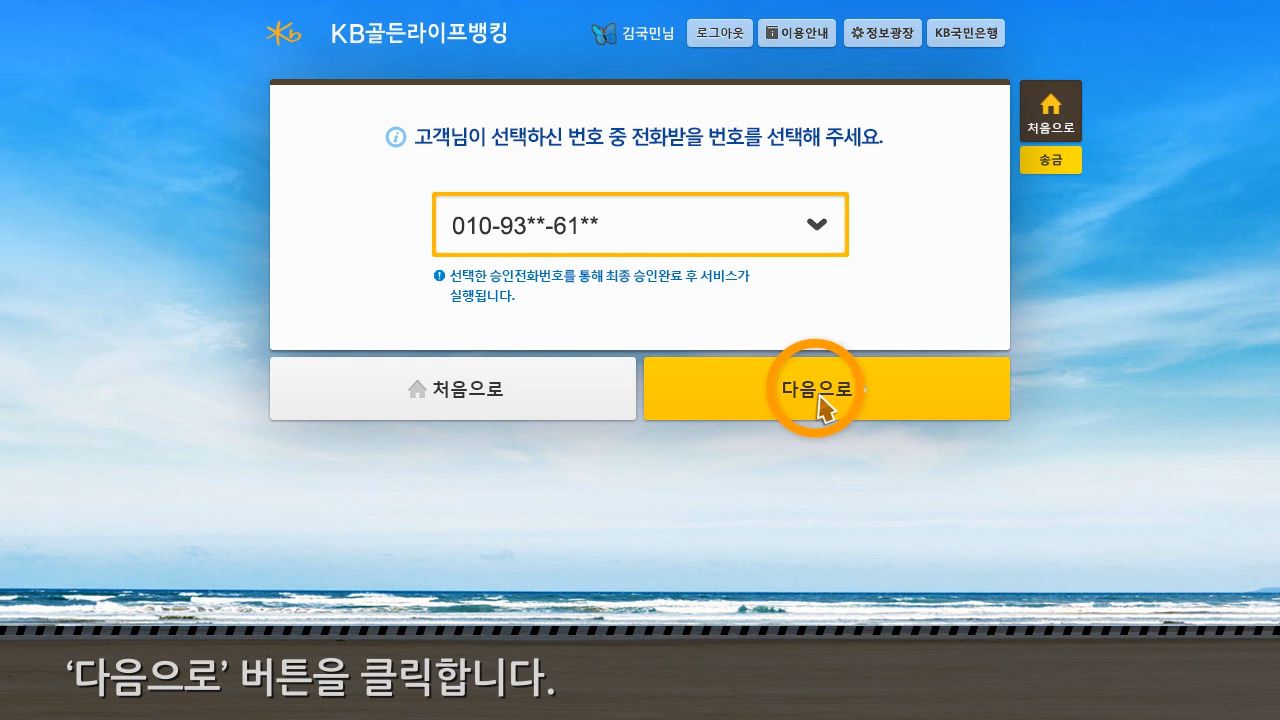 KB골든라이프뱅킹
김국민님
로그아웃
이용안내
정보광장
KB국민은행
처음으로
송금
고객님이 선택하신 번호 중 전화받을 번호를 선택해 주세요.
010-93**-61**
선택한 승인전화번호를 통해 최종 승인완료 후 서비스가
실행됩니다.
처음으로
다음으로
‘다음으로’ 버튼을 클릭합니다.